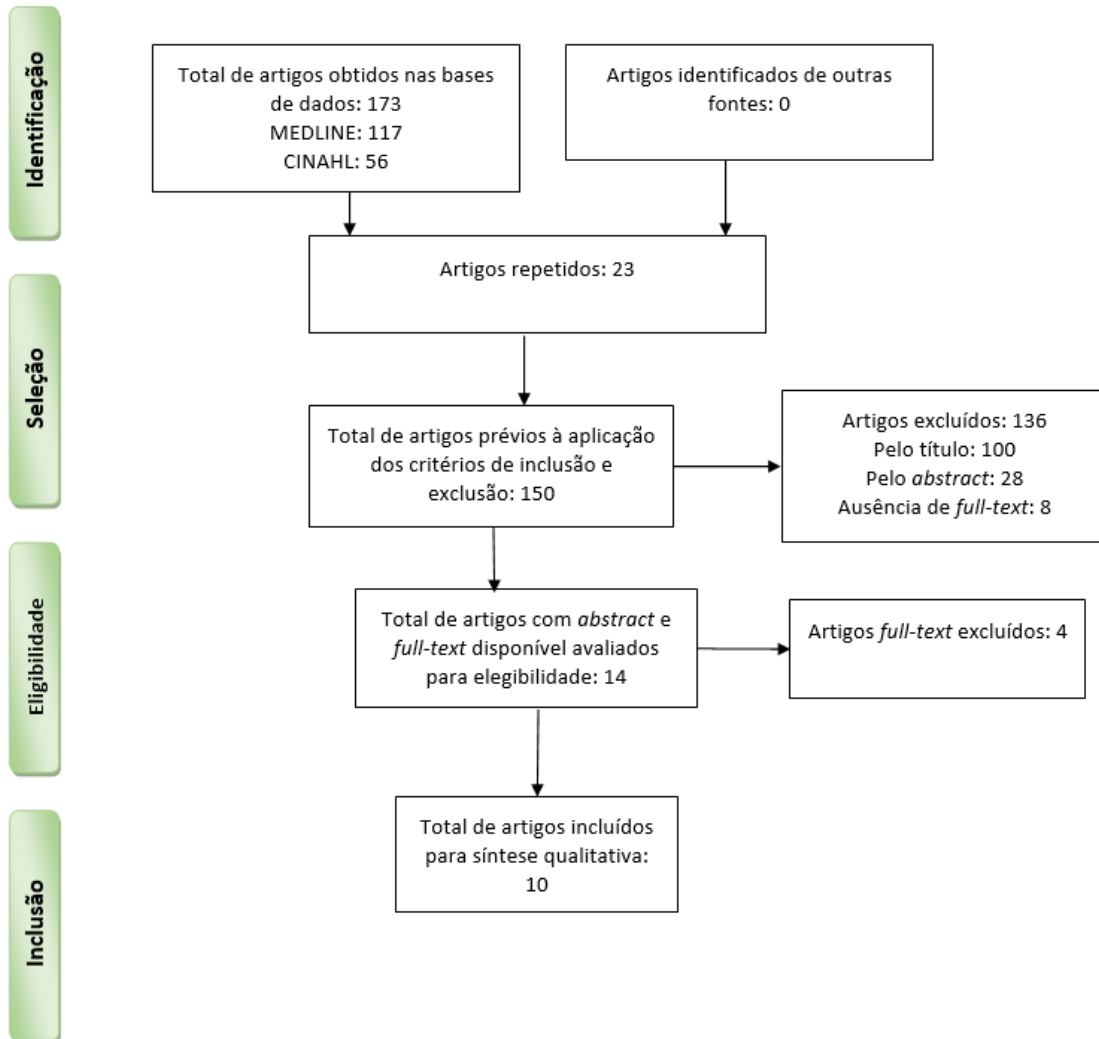 Identificação
Total de artigos obtidos nas bases
de dados: 173
MEDLINE: 117
CINAHL: 56
Artigos identificados de outras
fontes: 0
Artigos repetidos: 23
Seleção
Total de artigos prévios à aplicação
dos critérios de inclusão e
exclusão: 150
Artigos excluídos: 136
Pelo título: 100
Pelo abstract: 28
Ausência de full-text: 8
Eligibilidade
Total de artigos com abstract e
full-text disponível avaliados
para elegibilidade: 14
Artigos full-text excluídos: 4
Inclusão
Total de artigos incluídos
para síntese qualitativa:
10